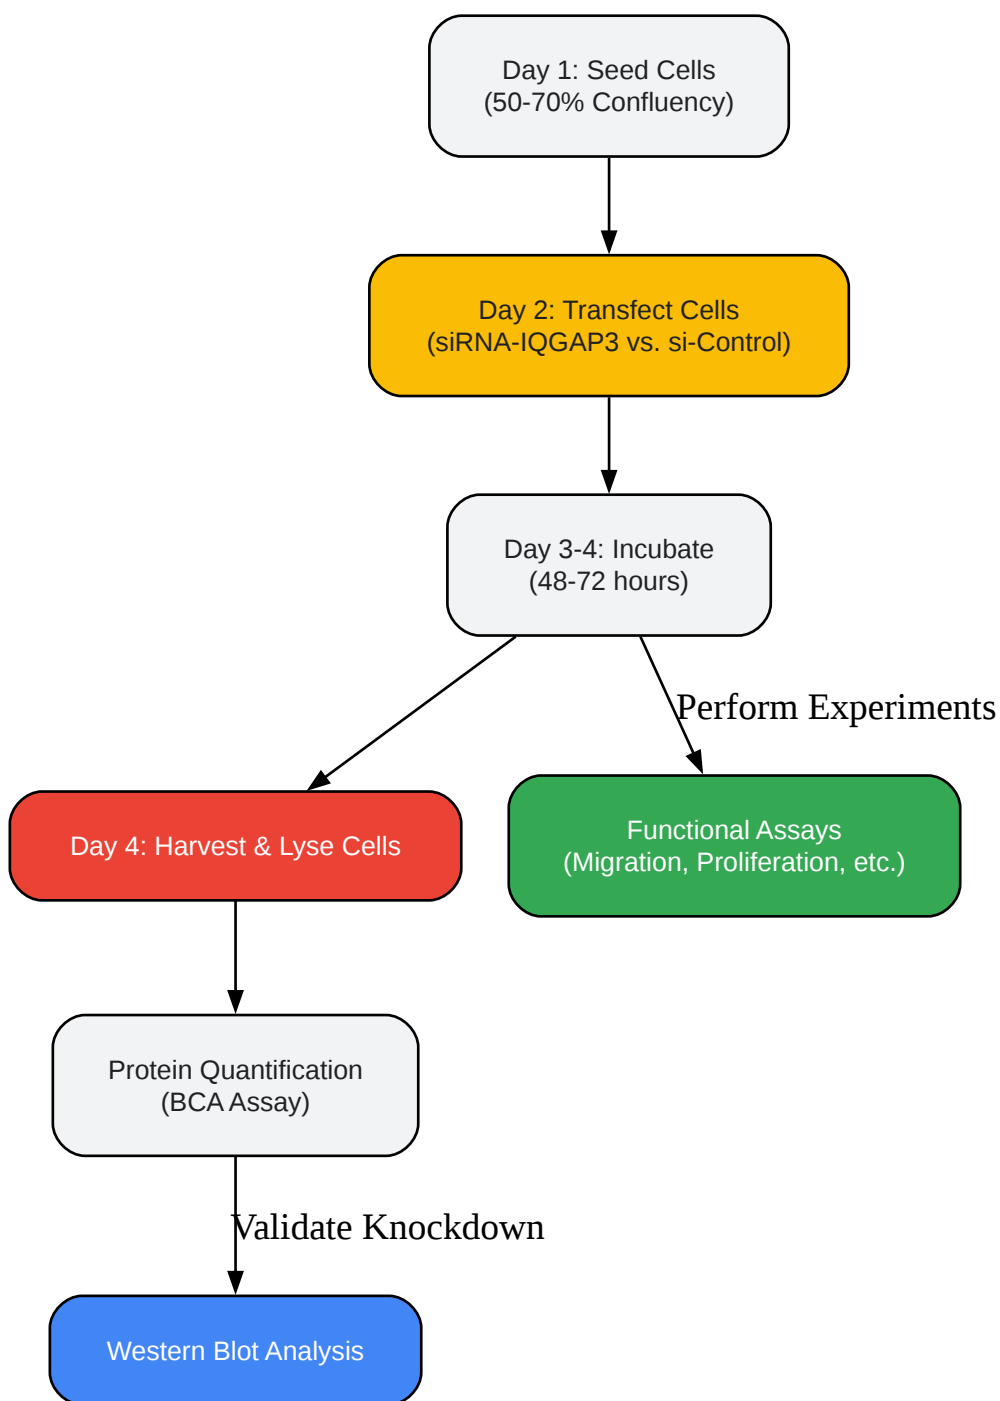 Day 1: Seed Cells
(50-70% Confluency)
Day 2: Transfect Cells
(siRNA-IQGAP3 vs. si-Control)
Day 3-4: Incubate
(48-72 hours)
Perform Experiments
Day 4: Harvest & Lyse Cells
Functional Assays
(Migration, Proliferation, etc.)
Protein Quantification
(BCA Assay)
Validate Knockdown
Western Blot Analysis